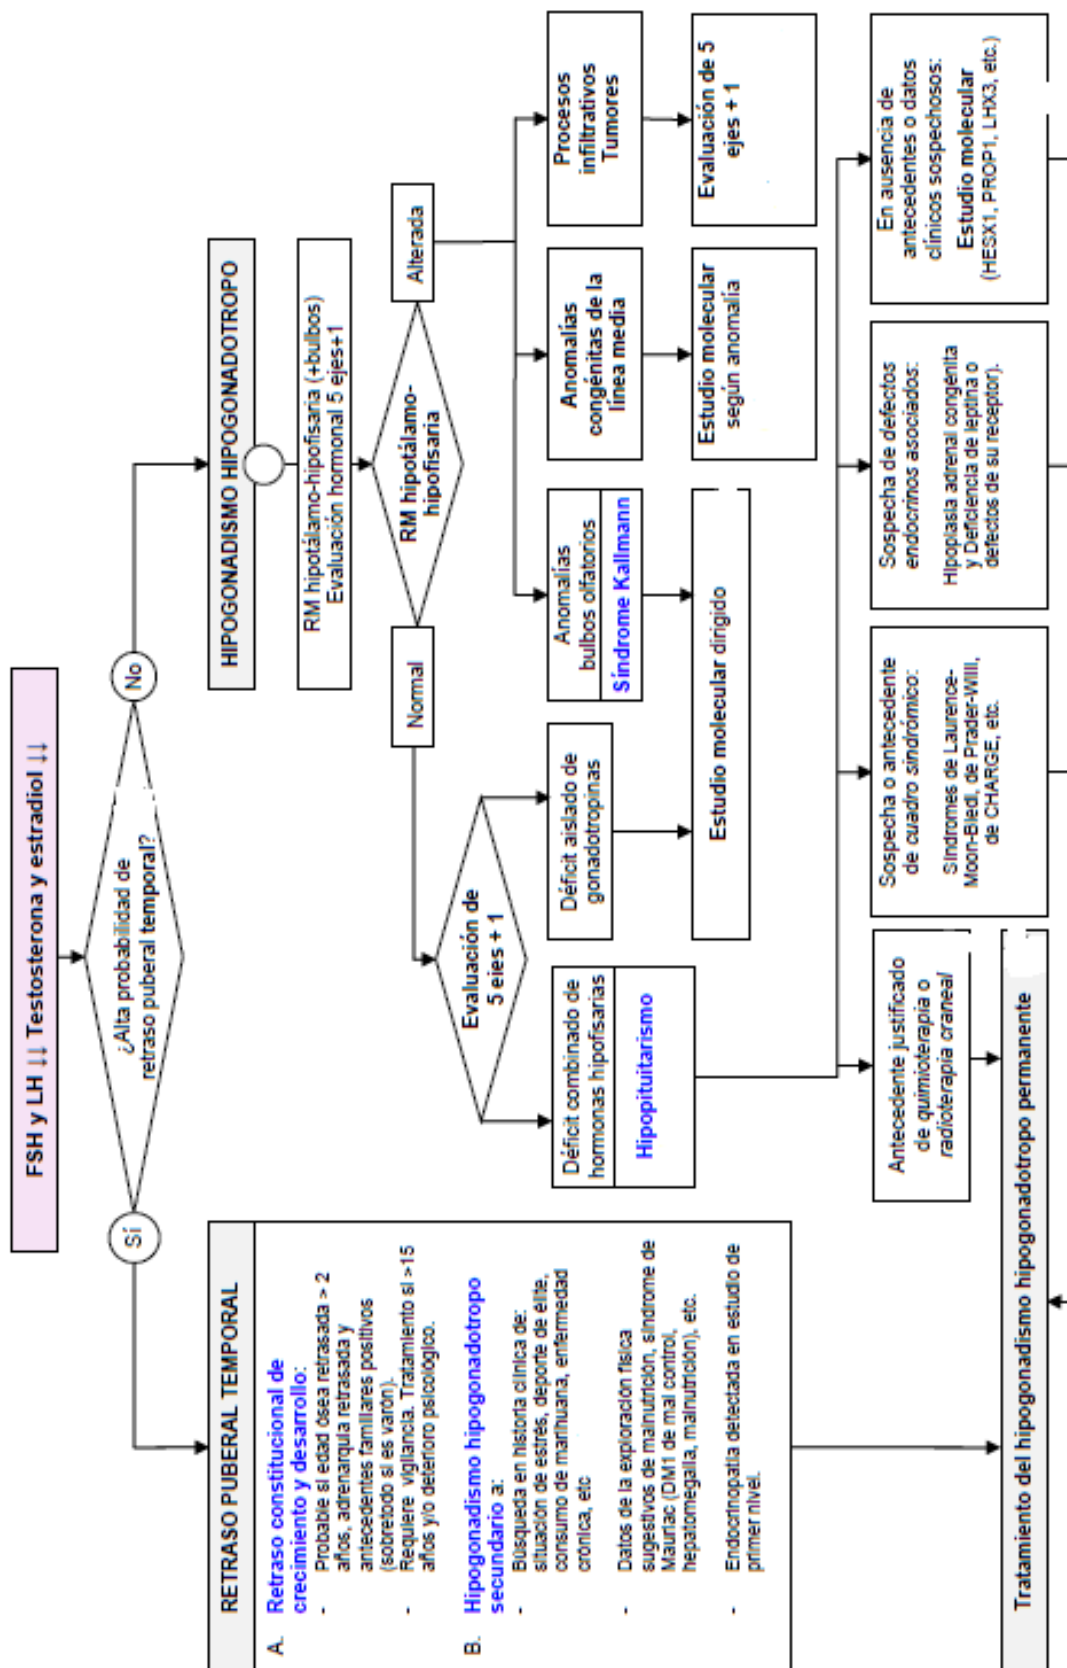 FSH y LH ↓↓ Testosterona y estradiol ↓↓
¿Alta probabilidad de
retraso puberal temporal?
Sí
No
RETRASO PUBERAL TEMPORAL
A. Retraso constitucional de
crecimiento y desarrollo:
- Probable si edad ósea retrasada > 2
años, adrenarquia retrasada y
antecedentes familiares positivos
(sobretodo si es varón).
- Requiere vigilancia. Tratamiento si >15
años y/o deterioro psicológico.
B. Hipogonadismo hipogonadotropo
secundario a:
- Búsqueda en historia clínica de:
situación de estrés, deporte de élite,
consumo de marihuana, enfermedad
crónica, etc
- Datos de la exploración física
sugestivos de malnutrición, síndrome de
Mauriac (DM1 de mal control,
hepatomegalia, malnutrición), etc.
- Endocrinopatía detectada en estudio de
primer nivel.
HIPOGONADISMO HIPOGONADOTROPO
RM hipotálamo-hipofisaria (+bulbos)
Evaluación hormonal 5 ejes+1
RM hipotálamo-
hipofisaria
Normal
Alterada
Evaluación de
5 ejes + 1
Déficit combinado de
hormonas hipofisarias
Hipopituitarismo
Déficit aislado de
gonadotropinas
Anomalías
bulbos olfatorios
Síndrome Kallmann
Anomalías
congénitas de la
línea media
Procesos
infiltrativos
Tumores
Estudio molecular dirigido
Estudio molecular
según anomalía
Evaluación de 5
ejes + 1
Antecedente justificado
de quimioterapia o
radioterapia craneal
Sospecha o antecedente
de cuadro sindrómico:
Síndromes de Laurence-
Moon-Biedl, de Prader-Willi,
de CHARGE, etc.
Sospecha de defectos
endocrinos asociados:
Hipoplasia adrenal congénita
y Deficiencia de leptina o
defectos de su receptor).
En ausencia de
antecedentes o datos
clínicos sospechosos:
Estudio molecular
(HESX1, PROP1, LHX3, etc.)
Tratamiento del hipogonadismo hipogonadotropo permanente